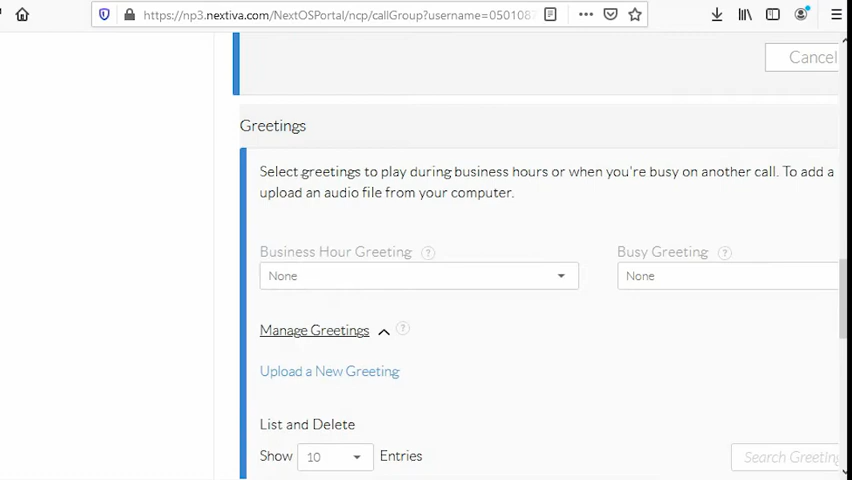 https://np3.nextiva.com/NextOSPortal/ncp/callGroup?username=050108
Cancel
Greetings
Select greetings to play during business hours or when you're busy on another call. To add a
upload an audio file from your computer.
Business Hour Greeting ? Busy Greeting ?
None None
Manage Greetings ?
Upload a New Greeting
List and Delete
Show 10 Entries Search Greeting